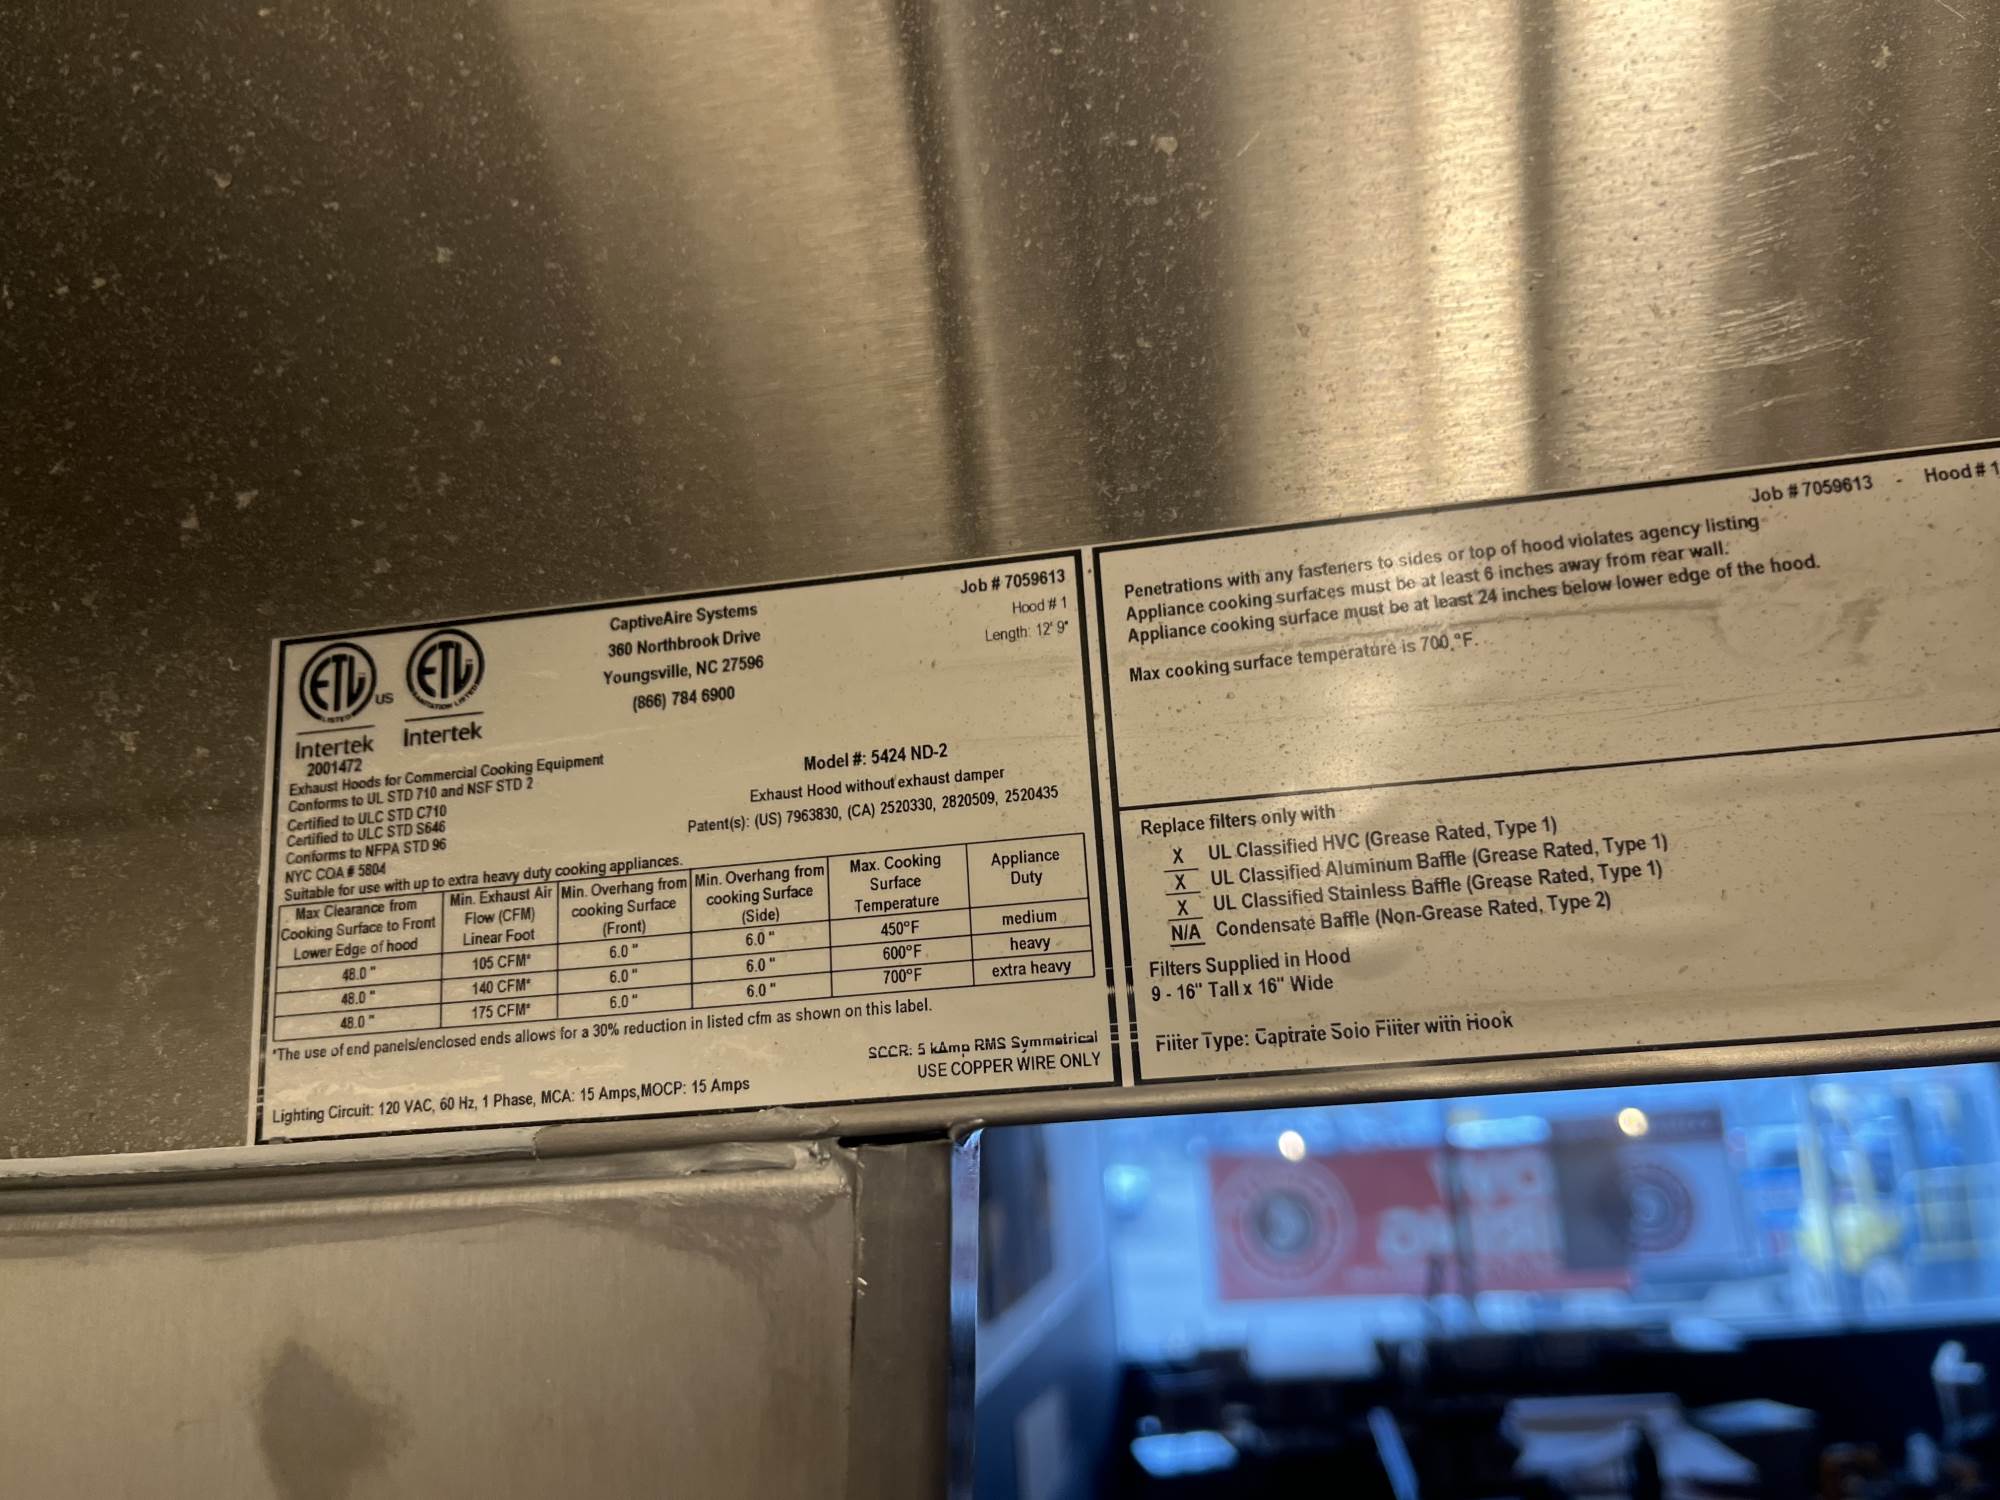 ETL LISTED US
Intertek
2001472
ETL SANITATION LISTED
Intertek
CaptiveAire Systems
360 Northbrook Drive
Youngsville, NC 27596
(866) 784 6900
Job # 7059613
Hood # 1
Length: 12' 9"
Exhaust Hoods for Commercial Cooking Equipment
Conforms to UL STD 710 and NSF STD 2
Certified to ULC STD C710
Certified to ULC STD S646
Conforms to NFPA STD 96
NYC COA # 5804
Suitable for use with up to extra heavy duty cooking appliances.
Model #: 5424 ND-2
Exhaust Hood without exhaust damper
Patent(s): (US) 7963830, (CA) 2520330, 2820509, 2520435
Max Clearance from Cooking Surface to Front Lower Edge of hood Min. Exhaust Air Flow (CFM) Linear Foot Min. Overhang from cooking Surface (Front) Min. Overhang from cooking Surface (Side) Max. Cooking Surface Temperature Appliance Duty
48.0 " 105 CFM* 6.0 " 6.0 " 450°F medium
48.0 " 140 CFM* 6.0 " 6.0 " 600°F heavy
48.0 " 175 CFM* 6.0 " 6.0 " 700°F extra heavy
*The use of end panels/enclosed ends allows for a 30% reduction in listed cfm as shown on this label.
SCCR: 5 kAmp RMS Symmetrical
USE COPPER WIRE ONLY
Lighting Circuit: 120 VAC, 60 Hz, 1 Phase, MCA: 15 Amps,MOCP: 15 Amps
Job # 7059613 - Hood # 1
Penetrations with any fasteners to sides or top of hood violates agency listing
Appliance cooking surfaces must be at least 6 inches away from rear wall.
Appliance cooking surface must be at least 24 inches below lower edge of the hood.
Max cooking surface temperature is 700 °F.
Replace filters only with
X UL Classified HVC (Grease Rated, Type 1)
X UL Classified Aluminum Baffle (Grease Rated, Type 1)
X UL Classified Stainless Baffle (Grease Rated, Type 1)
N/A Condensate Baffle (Non-Grease Rated, Type 2)
Filters Supplied in Hood
9 - 16" Tall x 16" Wide
Filter Type: Captrate Solo Filter with Hook